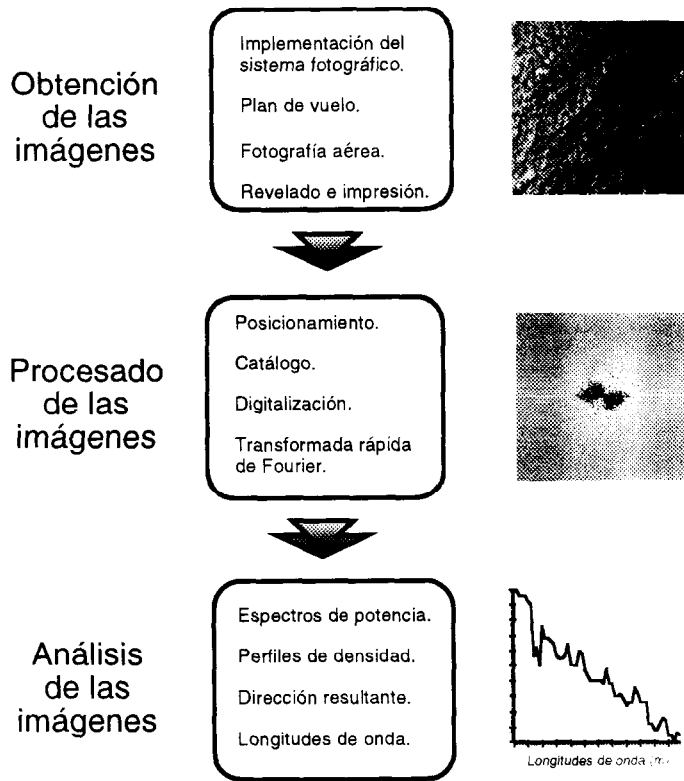 Obtención
de las
imágenes
Implementación del
sistema fotográfico.
Plan de vuelo.
Fotografía aérea.
Revelado e impresión.
Procesado
de las
imágenes
Posicionamiento.
Catálogo.
Digitalización.
Transformada rápida
de Fourier.
Análisis
de las
imágenes
Espectros de potencia.
Perfiles de densidad.
Dirección resultante.
Longitudes de onda.
Longitudes de onda (m)